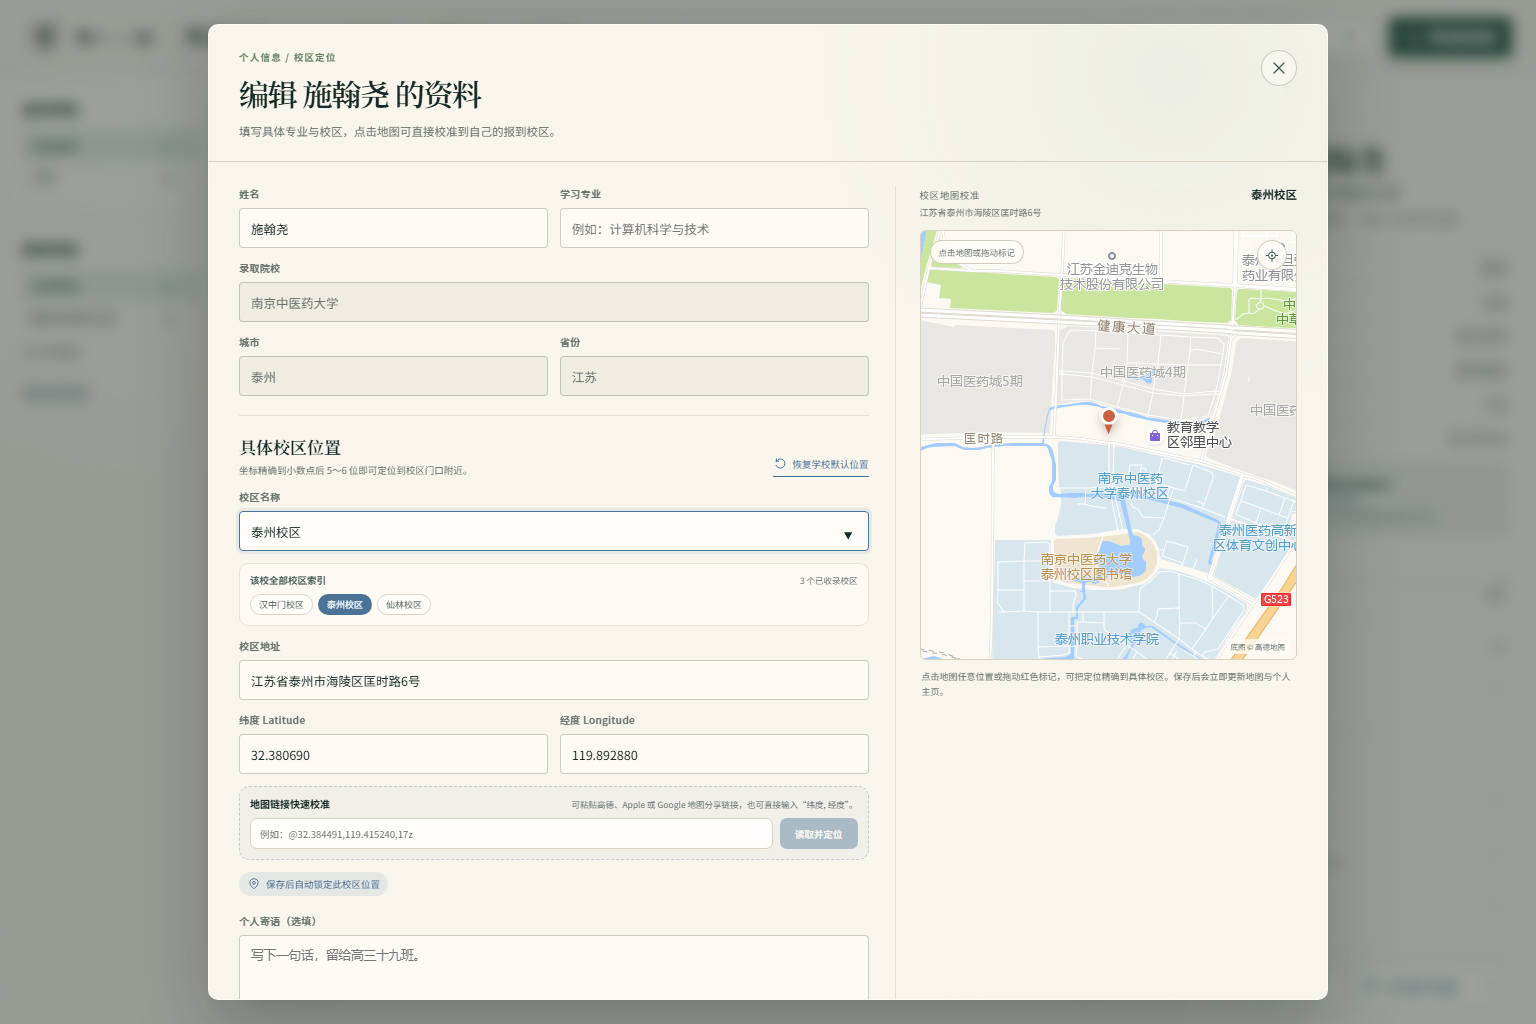 个人信息 / 校区定位
编辑 施翰尧 的资料
填写具体专业与校区，点击地图可直接校准到自己的报到校区。
姓名
学习专业
施翰尧
例如：计算机科学与技术
录取院校
南京中医药大学
城市
省份
泰州
江苏
具体校区位置
坐标精确到小数点后 5～6 位即可定位到校区门口附近。
恢复学校默认位置
校区名称
泰州校区
该校全部校区索引
3 个已收录校区
汉中门校区
泰州校区
仙林校区
校区地址
江苏省泰州市海陵区匡时路6号
纬度 Latitude
经度 Longitude
32.380690
119.892880
地图链接快速校准
可粘贴高德、Apple 或 Google 地图分享链接，也可直接输入“纬度, 经度”。
例如：@32.384491,119.415240,17z
读取并定位
保存后自动锁定此校区位置
个人寄语（选填）
写下一句话，留给高三十九班。
校区地图校准
泰州校区
江苏省泰州市海陵区匡时路6号
点击地图或拖动标记
江苏金迪克生物
技术股份有限公司
药业有限
中
中草
健康大道
中国医药城5期
中国医药城4期
中国医药
匡时路
教育教学
区邻里中心
南京中医药
大学泰州校区
泰州医药高新
区体育文创中心
南京中医药大学
泰州校区图书馆
G523
泰州职业技术学院
底图 © 高德地图
点击地图任意位置或拖动红色标记，可把定位精确到具体校区。保存后会立即更新地图与个人
主页。